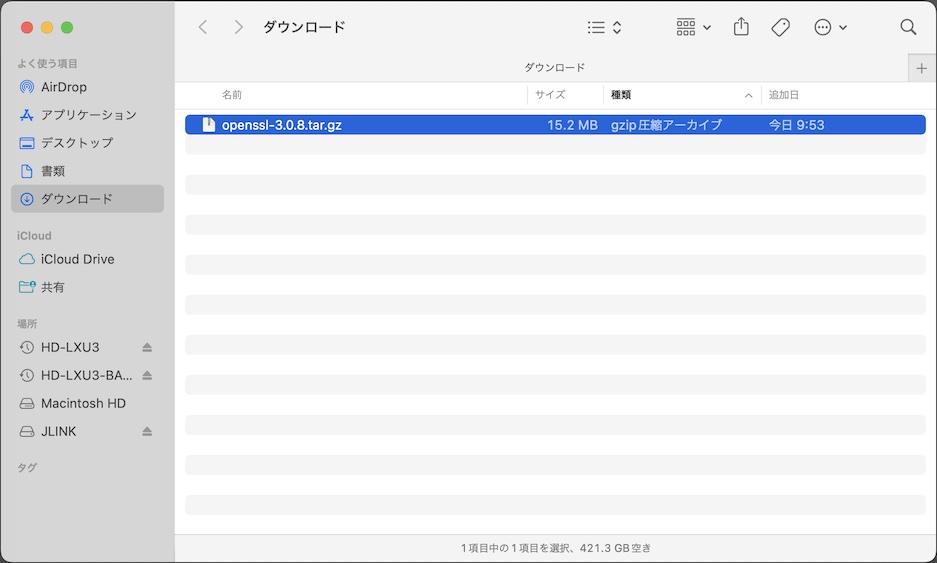 ダウンロード
よく使う項目
AirDrop
アプリケーション
デスクトップ
書類
ダウンロード
iCloud
iCloud Drive
共有
場所
HD-LXU3
HD-LXU3-BA...
Macintosh HD
JLINK
タグ
ダウンロード
名前 サイズ 種類 追加日
openssl-3.0.8.tar.gz 15.2 MB gzip圧縮アーカイブ 今日 9:53
1項目中の1項目を選択、421.3 GB空き